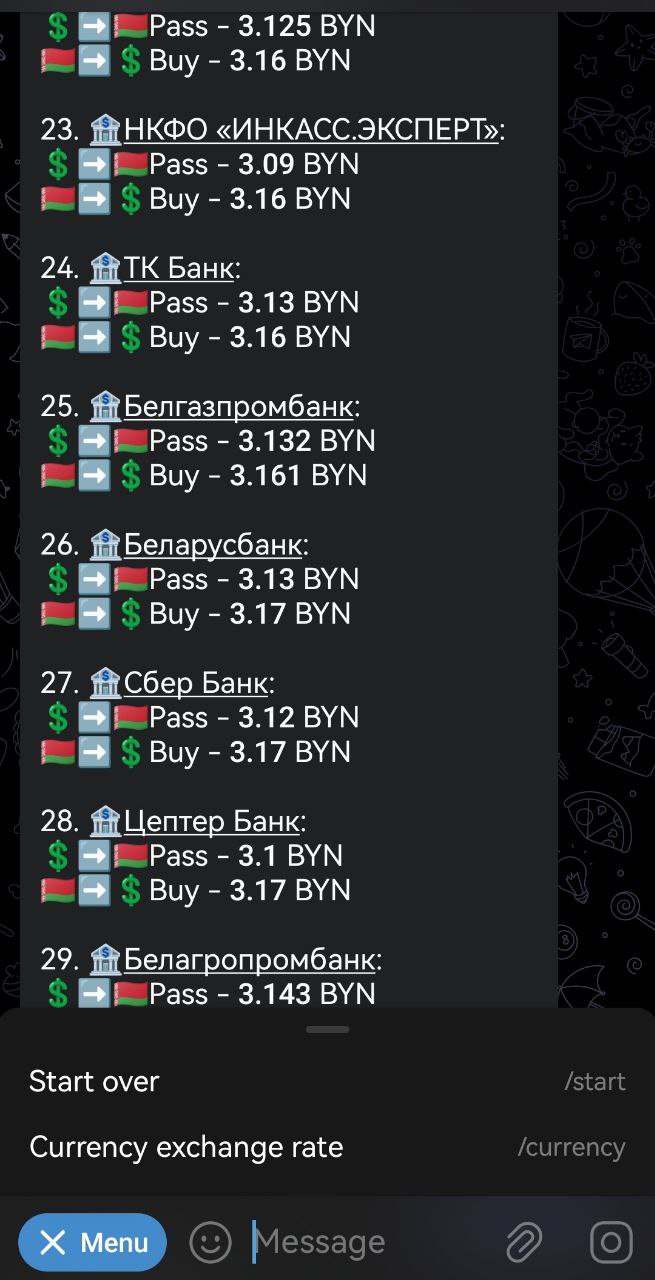 💲➡️🇧🇾Pass - 3.125 BYN
🇧🇾➡️💲Buy - 3.16 BYN
23. 🏦НКФО «ИНКАСС.ЭКСПЕРТ»:
💲➡️🇧🇾Pass - 3.09 BYN
🇧🇾➡️💲Buy - 3.16 BYN
24. 🏦ТК Банк:
💲➡️🇧🇾Pass - 3.13 BYN
🇧🇾➡️💲Buy - 3.16 BYN
25. 🏦Белгазпромбанк:
💲➡️🇧🇾Pass - 3.132 BYN
🇧🇾➡️💲Buy - 3.161 BYN
26. 🏦Беларусбанк:
💲➡️🇧🇾Pass - 3.13 BYN
🇧🇾➡️💲Buy - 3.17 BYN
27. 🏦Сбер Банк:
💲➡️🇧🇾Pass - 3.12 BYN
🇧🇾➡️💲Buy - 3.17 BYN
28. 🏦Цептер Банк:
💲➡️🇧🇾Pass - 3.1 BYN
🇧🇾➡️💲Buy - 3.17 BYN
29. 🏦Белагропромбанк:
💲➡️🇧🇾Pass - 3.143 BYN
Start over /start
Currency exchange rate /currency
Menu Message